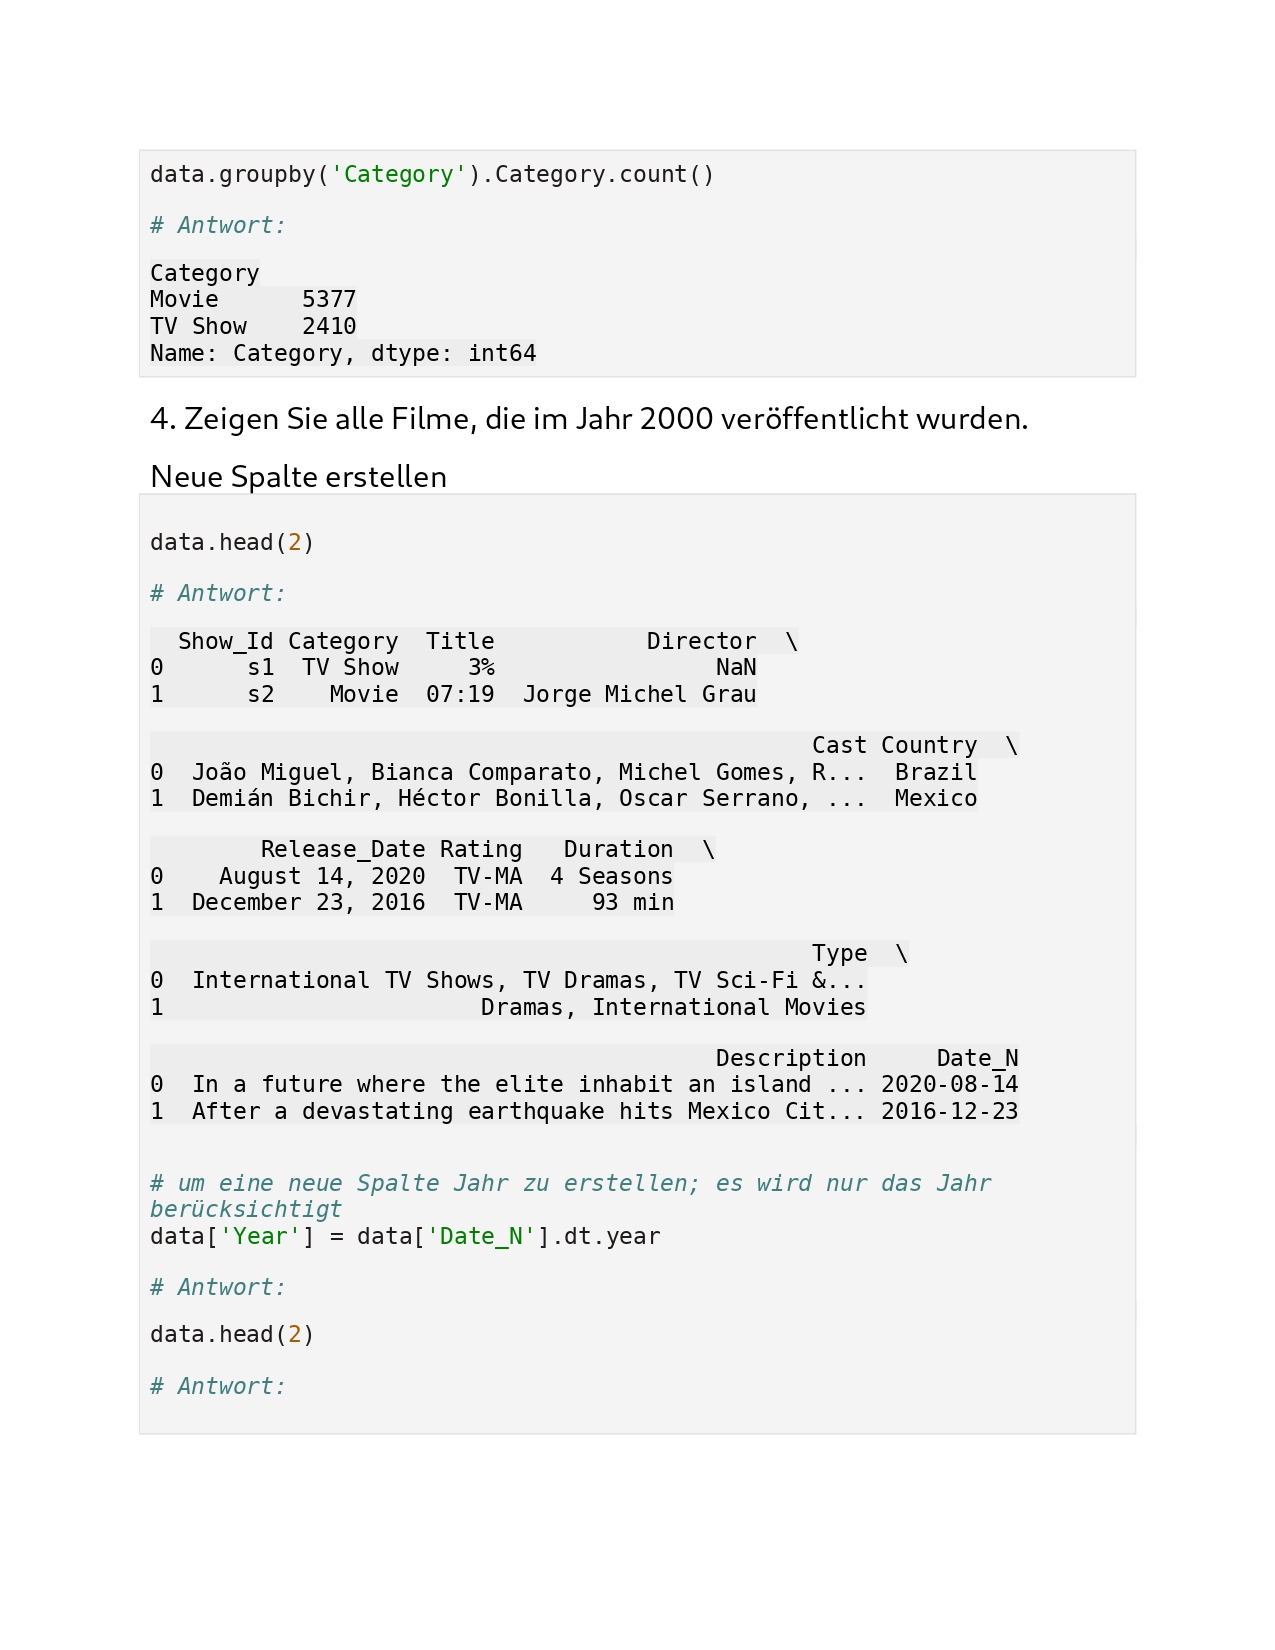 data.groupby('Category').Category.count()
# Antwort:
Category
Movie      5377
TV Show    2410
Name: Category, dtype: int64
4. Zeigen Sie alle Filme, die im Jahr 2000 veröffentlicht wurden.
Neue Spalte erstellen
data.head(2)
# Antwort:
  Show_Id Category  Title           Director  \
0      s1  TV Show     3%                NaN
1      s2    Movie  07:19  Jorge Michel Grau
                                                Cast Country  \
0  João Miguel, Bianca Comparato, Michel Gomes, R...  Brazil
1  Demián Bichir, Héctor Bonilla, Oscar Serrano, ...  Mexico
        Release_Date Rating   Duration  \
0    August 14, 2020  TV-MA  4 Seasons
1  December 23, 2016  TV-MA     93 min
                                                Type  \
0  International TV Shows, TV Dramas, TV Sci-Fi &...
1                       Dramas, International Movies
                                         Description     Date_N
0  In a future where the elite inhabit an island ... 2020-08-14
1  After a devastating earthquake hits Mexico Cit... 2016-12-23
# um eine neue Spalte Jahr zu erstellen; es wird nur das Jahr
berücksichtigt
data['Year'] = data['Date_N'].dt.year
# Antwort:
data.head(2)
# Antwort: